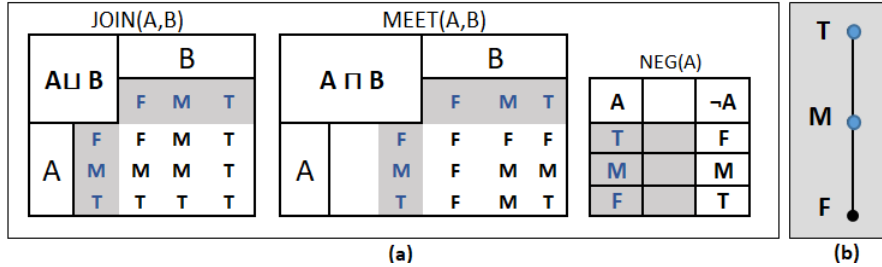 JOIN(A,B)
MEET(A,B)
NEG(A)
A⊔ B
B
F M T
A
F F M T
M M M T
T T T T
A ⊓ B
B
F M T
A
F F F F
M F M M
T F M T
A ¬A
T F
M M
F T
(a)
T
M
F
(b)